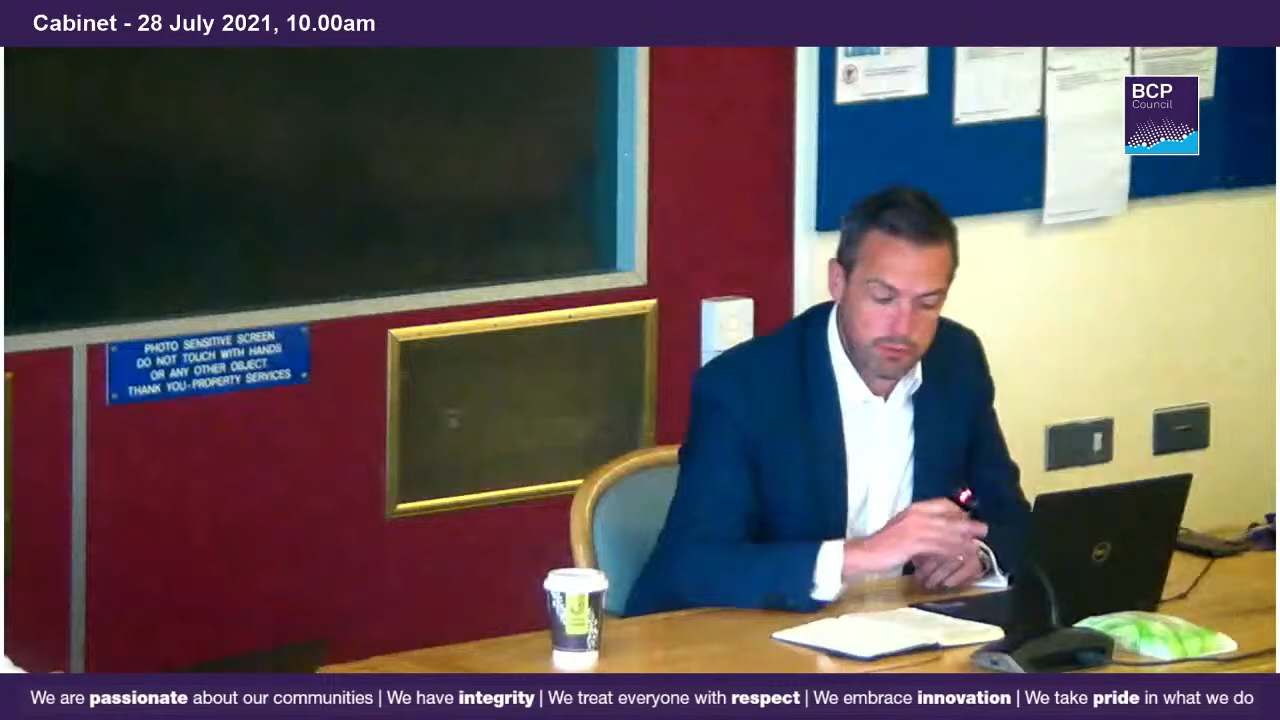 Cabinet - 28 July 2021, 10.00am
BCP
Council
PHOTO SENSITIVE SCREEN
DO NOT TOUCH WITH HANDS
OR ANY OTHER OBJECT
THANK YOU-PROPERTY SERVICES
We are passionate about our communities | We have integrity | We treat everyone with respect | We embrace innovation | We take pride in what we do